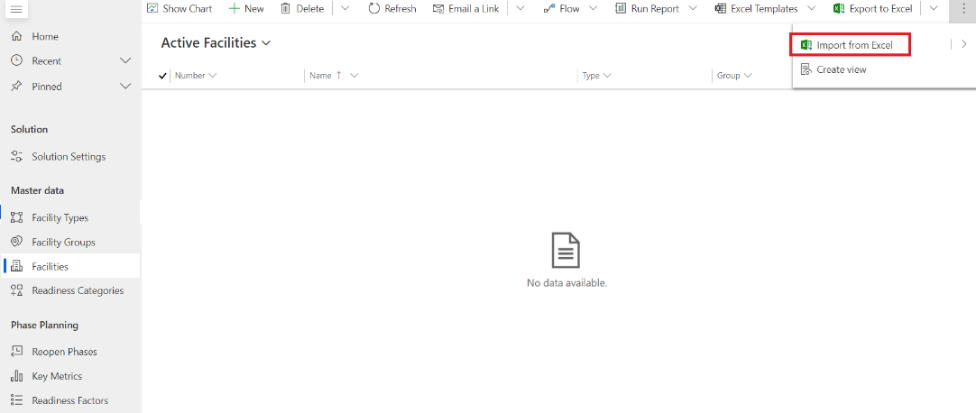 Show Chart New Delete Refresh Email a Link Flow Run Report Excel Templates Export to Excel
Home
Active Facilities
Import from Excel
Recent
Number Name ↑ Type Group
Create view
Pinned
Solution
Solution Settings
Master data
Facility Types
Facility Groups
Facilities
No data available.
Readiness Categories
Phase Planning
Reopen Phases
Key Metrics
Readiness Factors